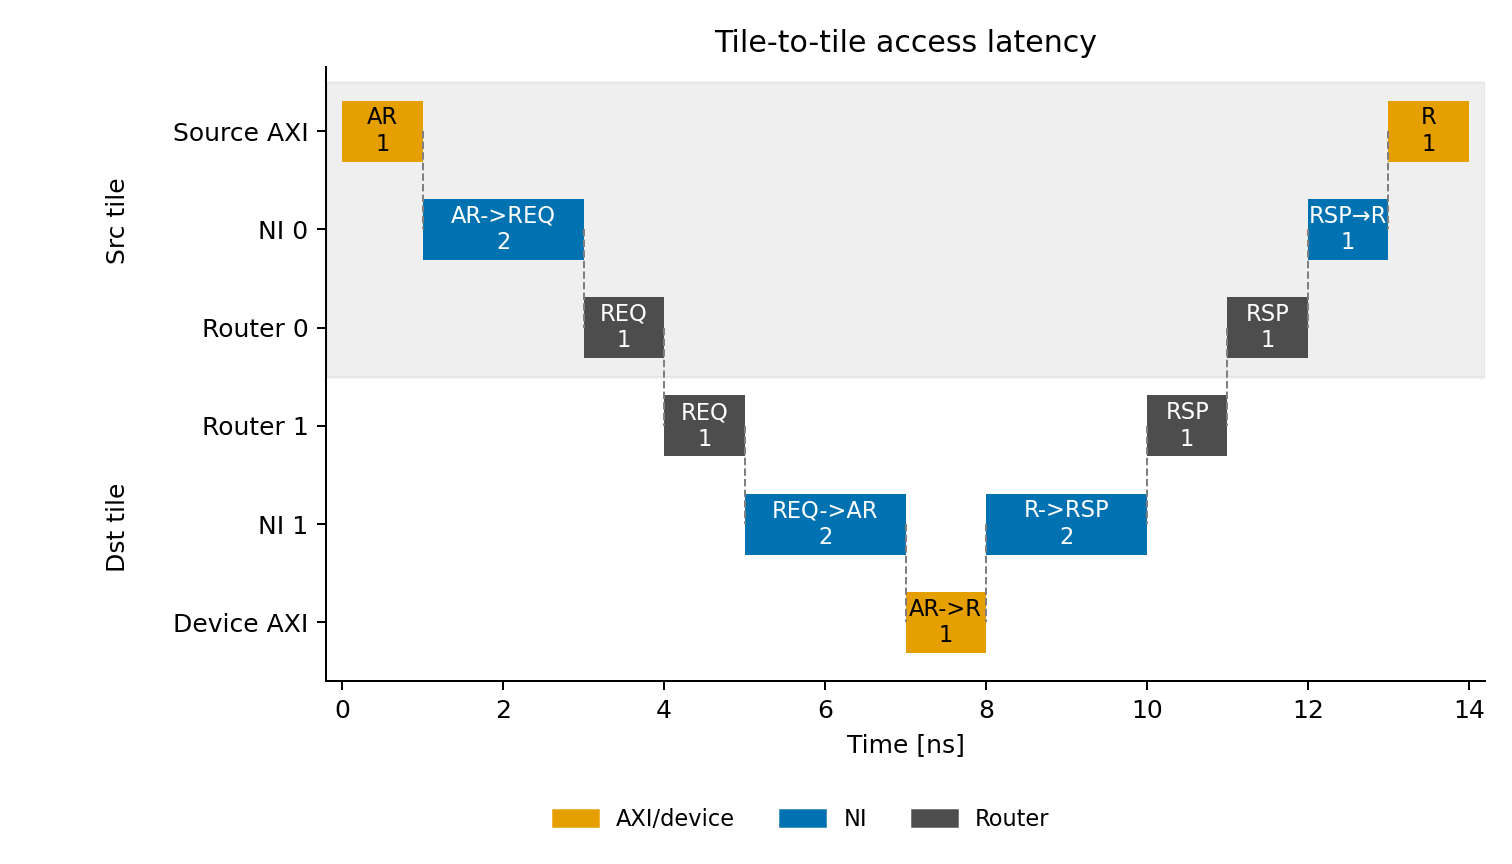 Tile-to-tile access latency
Src tile
Dst tile
Source AXI
NI 0
Router 0
Router 1
NI 1
Device AXI
AR
1
AR->REQ
2
REQ
1
REQ
1
REQ->AR
2
AR->R
1
R->RSP
2
RSP
1
RSP
1
RSP→R
1
R
1
0 2 4 6 8 10 12 14
Time [ns]
AXI/device NI Router